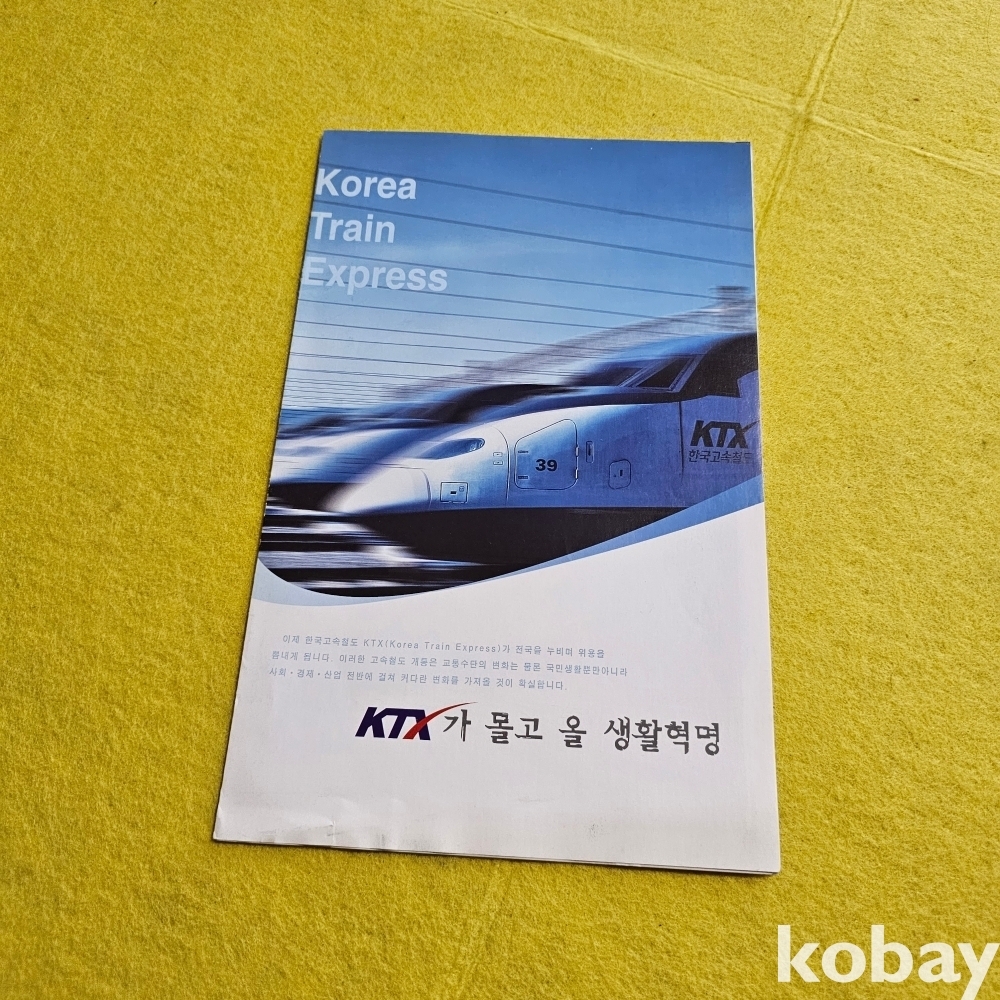 Korea
Train
Express
39
KTX
한국고속철도
이제 한국고속철도 KTX(Korea Train Express)가 전국을 누비며 위용을
뽐내게 됩니다. 이러한 고속철도 개통은 교통수단의 변화는 물론 국민생활뿐만아니라
사회·경제·산업 전반에 걸쳐 커다란 변화를 가져올 것이 확실합니다.
KTX가 몰고 올 생활혁명
kobay